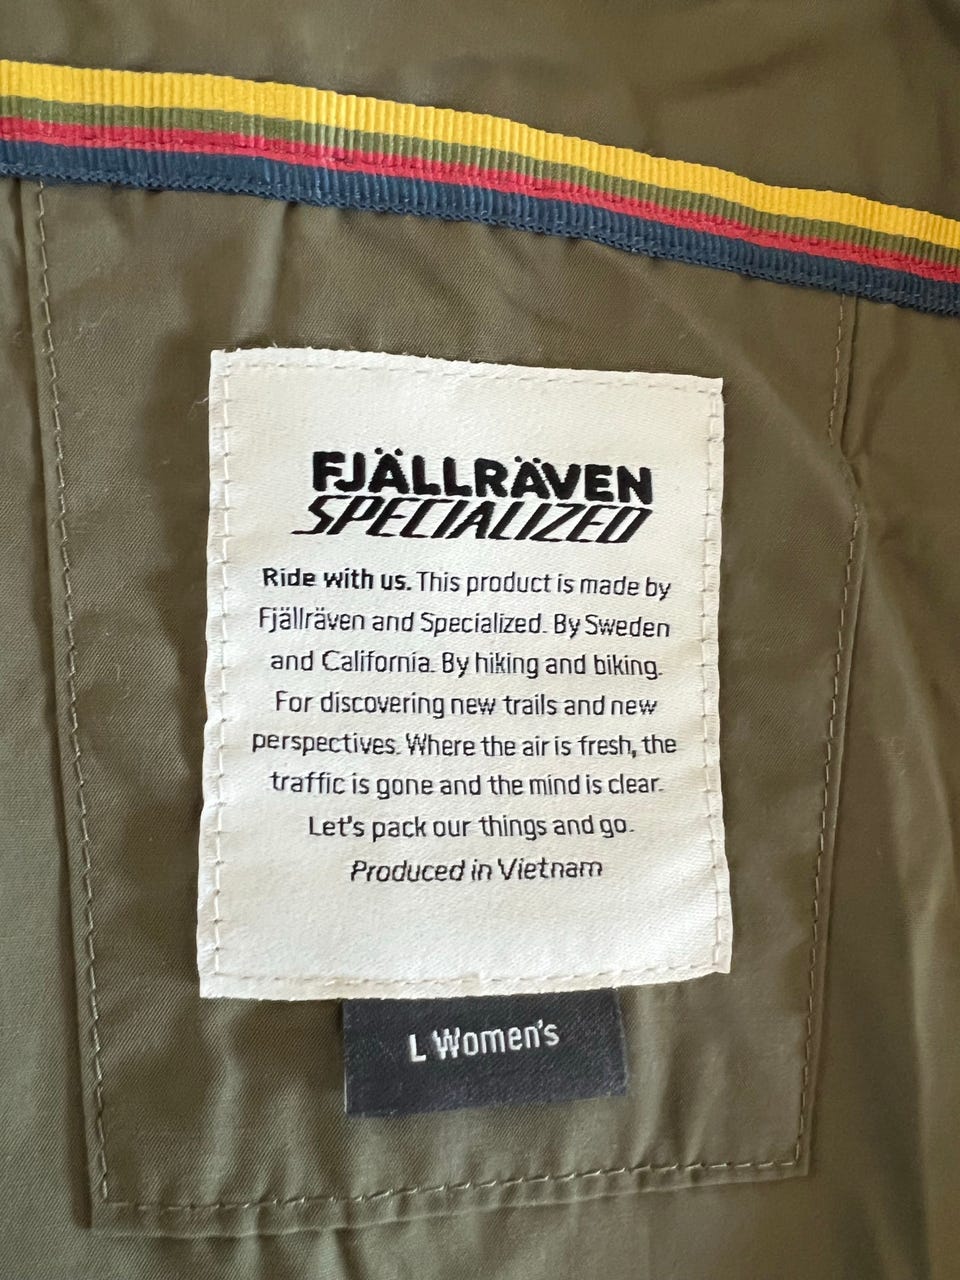 FJÄLLRÄVEN
SPECIALIZED
Ride with us. This product is made by
Fjällräven and Specialized. By Sweden
and California. By hiking and biking.
For discovering new trails and new
perspectives. Where the air is fresh, the
traffic is gone and the mind is clear.
Let's pack our things and go.
Produced in Vietnam
L Women's